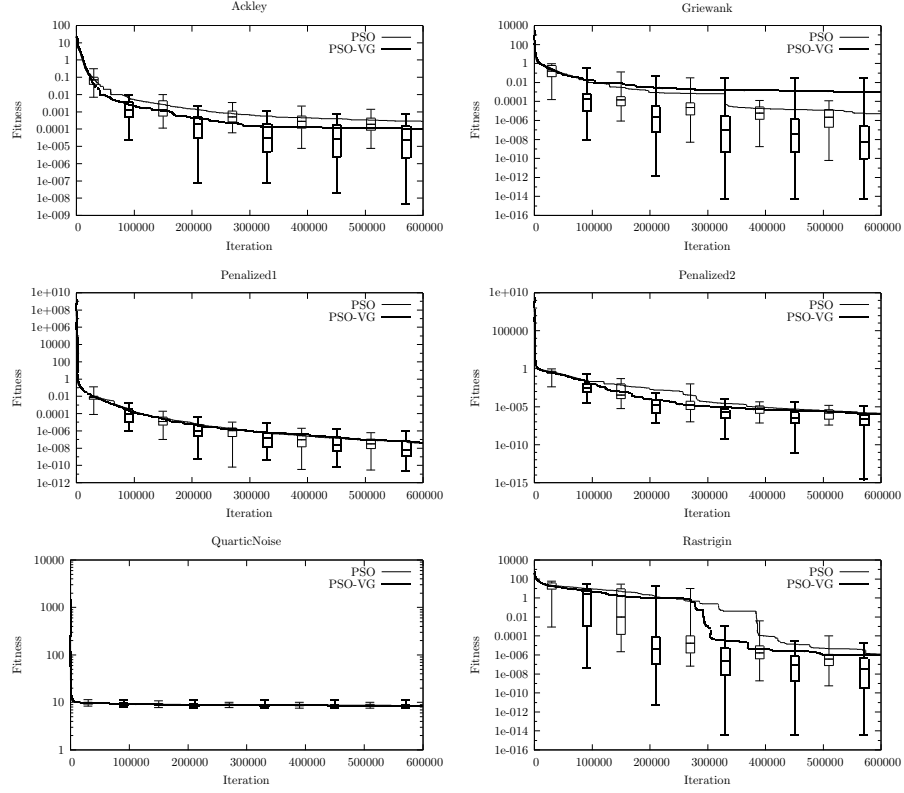 Ackley
Fitness
100
10
1
0.1
0.01
0.001
0.0001
1e-005
1e-006
1e-007
1e-008
1e-009
PSO
PSO-VG
0 100000 200000 300000 400000 500000 600000
Iteration
Griewank
Fitness
10000
100
1
0.01
0.0001
1e-006
1e-008
1e-010
1e-012
1e-014
1e-016
PSO
PSO-VG
0 100000 200000 300000 400000 500000 600000
Iteration
Penalized1
Fitness
1e+010
1e+008
1e+006
10000
100
1
0.01
0.0001
1e-006
1e-008
1e-010
1e-012
PSO
PSO-VG
0 100000 200000 300000 400000 500000 600000
Iteration
Penalized2
Fitness
1e+010
100000
1
1e-005
1e-010
1e-015
PSO
PSO-VG
0 100000 200000 300000 400000 500000 600000
Iteration
QuarticNoise
Fitness
10000
1000
100
10
1
PSO
PSO-VG
0 100000 200000 300000 400000 500000 600000
Iteration
Rastrigin
Fitness
10000
100
1
0.01
0.0001
1e-006
1e-008
1e-010
1e-012
1e-014
1e-016
PSO
PSO-VG
0 100000 200000 300000 400000 500000 600000
Iteration